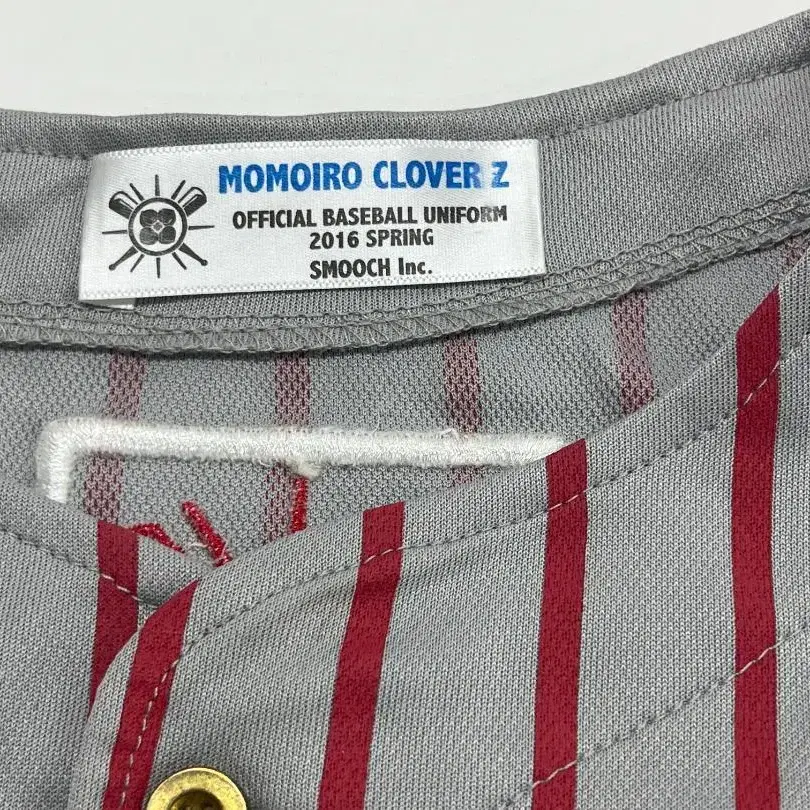 MOMOIRO CLOVER Z
OFFICIAL BASEBALL UNIFORM
2016 SPRING
SMOOCH Inc.